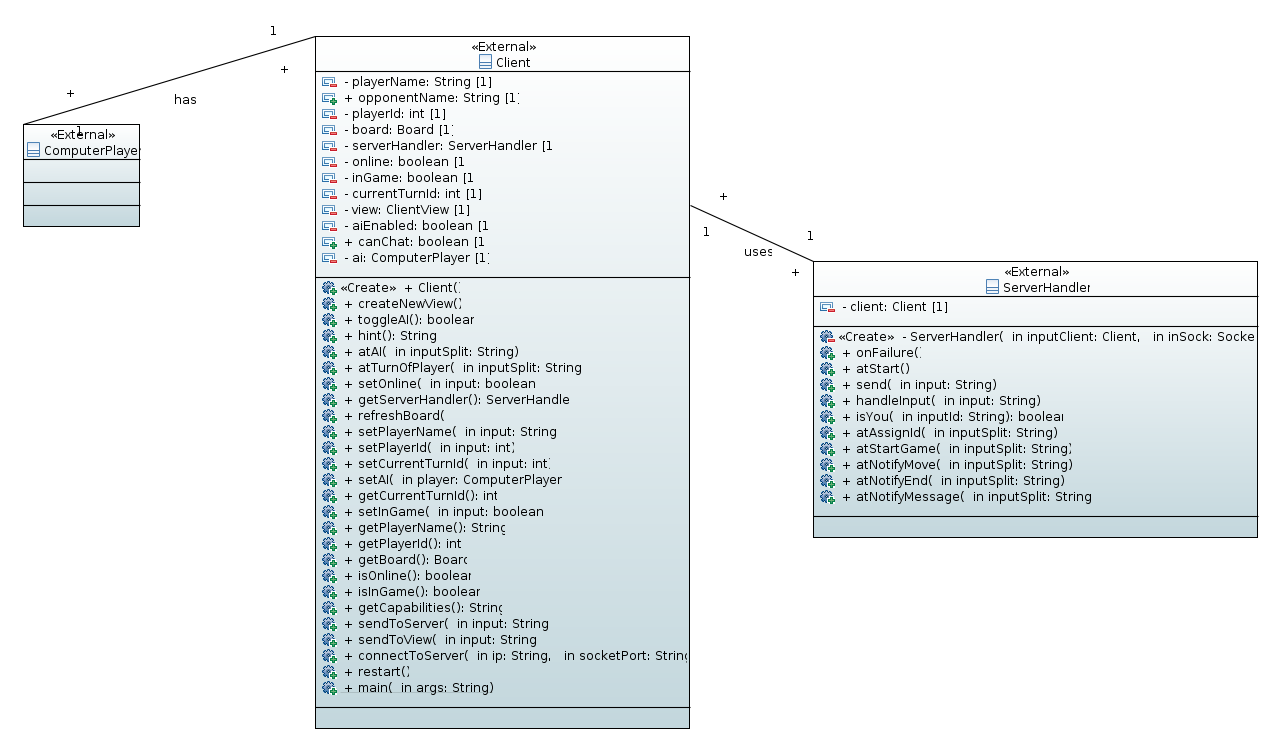 1
+
+
has
1
«External»
ComputerPlaye
«External»
Client
- playerName: String [1]
+ opponentName: String [1]
- playerId: int [1]
- board: Board [1]
- serverHandler: ServerHandler [1
- online: boolean [1
- inGame: boolean [1
- currentTurnId: int [1]
- view: ClientView [1]
- aiEnabled: boolean [1
+ canChat: boolean [1
- ai: ComputerPlayer [1]
«Create» + Client()
+ createNewView()
+ toggleAI(): boolean
+ hint(): String
+ atAI( in inputSplit: String)
+ atTurnOfPlayer( in inputSplit: String
+ setOnline( in input: boolean
+ getServerHandler(): ServerHandle
+ refreshBoard(
+ setPlayerName( in input: String
+ setPlayerId( in input: int)
+ setCurrentTurnId( in input: int)
+ setAI( in player: ComputerPlayer
+ getCurrentTurnId(): int
+ setInGame( in input: boolean
+ getPlayerName(): String
+ getPlayerId(): int
+ getBoard(): Board
+ isOnline(): boolean
+ isInGame(): boolean
+ getCapabilities(): String
+ sendToServer( in input: String
+ sendToView( in input: String
+ connectToServer( in ip: String, in socketPort: String
+ restart()
+ main( in args: String)
+
1
uses
1
+
«External»
ServerHandler
- client: Client [1]
«Create» - ServerHandler( in inputClient: Client, in inSock: Socke
+ onFailure()
+ atStart()
+ send( in input: String)
+ handleInput( in input: String)
+ isYou( in inputId: String): boolean
+ atAssignId( in inputSplit: String)
+ atStartGame( in inputSplit: String)
+ atNotifyMove( in inputSplit: String)
+ atNotifyEnd( in inputSplit: String)
+ atNotifyMessage( in inputSplit: String